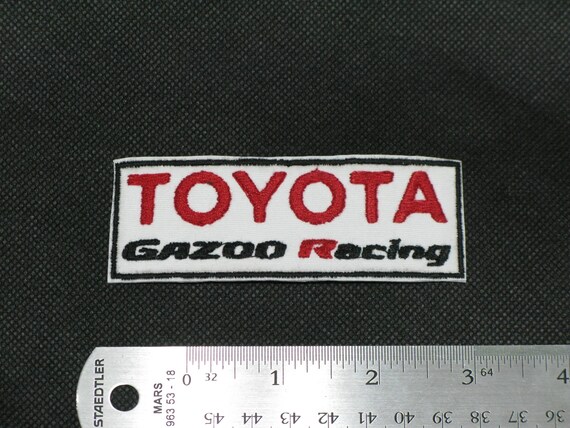 TOYOTA
GAZOO Racing
STAEDTLER
MARS
963 53 - 18
0 32 1 2 3 64 4
45 44 43 42 41 40 39 38 37 36